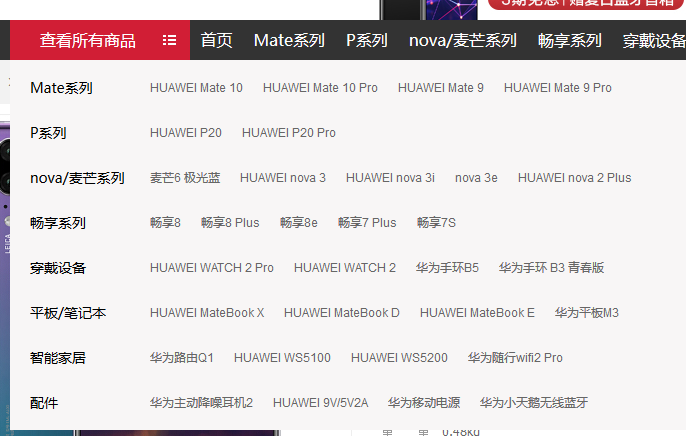 3期免息+赠夏日蓝牙音箱
查看所有商品 首页 Mate系列 P系列 nova/麦芒系列 畅享系列 穿戴设备
Mate系列 HUAWEI Mate 10 HUAWEI Mate 10 Pro HUAWEI Mate 9 HUAWEI Mate 9 Pro
P系列 HUAWEI P20 HUAWEI P20 Pro
nova/麦芒系列 麦芒6 极光蓝 HUAWEI nova 3 HUAWEI nova 3i nova 3e HUAWEI nova 2 Plus
畅享系列 畅享8 畅享8 Plus 畅享8e 畅享7 Plus 畅享7S
LEICA
穿戴设备 HUAWEI WATCH 2 Pro HUAWEI WATCH 2 华为手环B5 华为手环 B3 青春版
平板/笔记本 HUAWEI MateBook X HUAWEI MateBook D HUAWEI MateBook E 华为平板M3
智能家居 华为路由Q1 HUAWEI WS5100 HUAWEI WS5200 华为随行wifi2 Pro
配件 华为主动降噪耳机2 HUAWEI 9V/5V2A 华为移动电源 华为小天鹅无线蓝牙
0.48kg